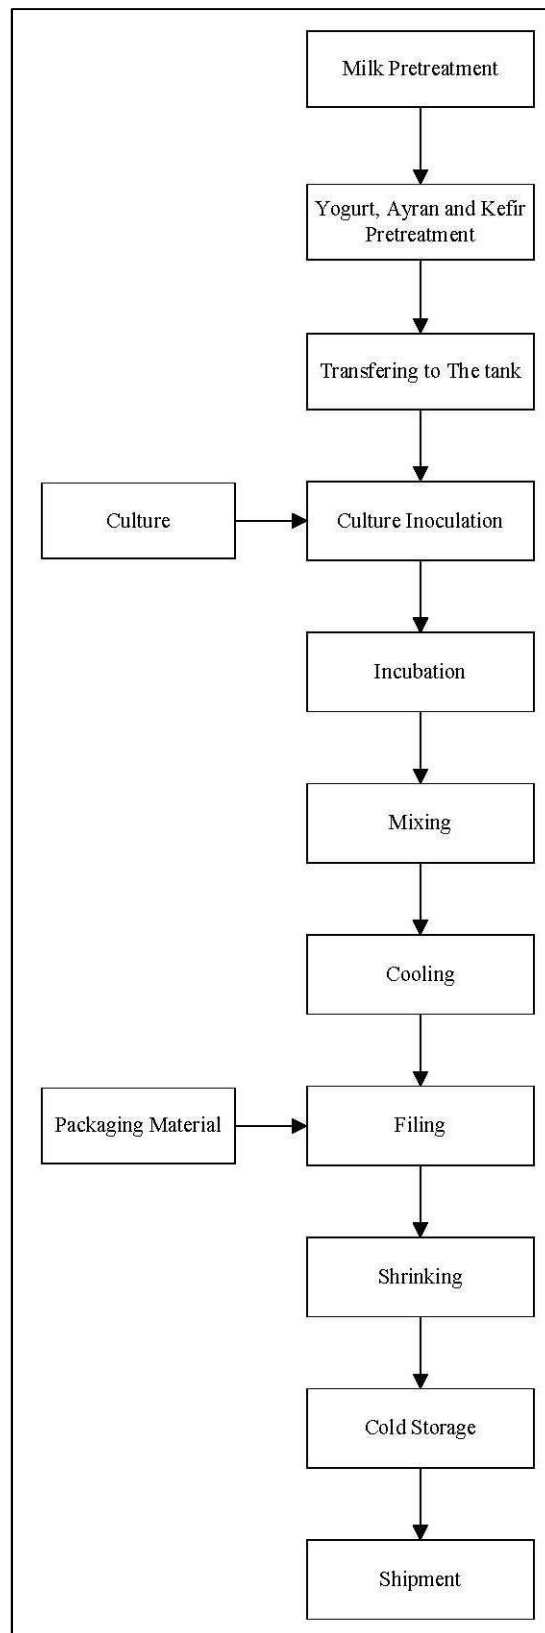 Milk Pretreatment
Yogurt, Ayran and Kefir
Pretreatment
Transfering to The tank
Culture
Culture Inoculation
Incubation
Mixing
Cooling
Packaging Material
Filing
Shrinking
Cold Storage
Shipment